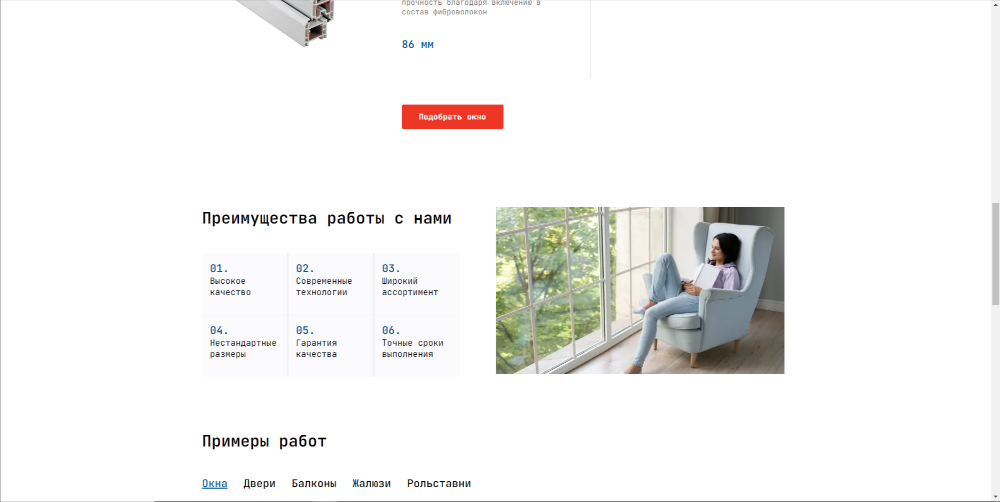 прочность благодаря включению в
состав фиброволокон
86 мм
Подобрать окно
Преимущества работы с нами
01.
Высокое
качество
02.
Современные
технологии
03.
Широкий
ассортимент
04.
Нестандартные
размеры
05.
Гарантия
качества
06.
Точные сроки
выполнения
Примеры работ
Окна Двери Балконы Жалюзи Рольставни